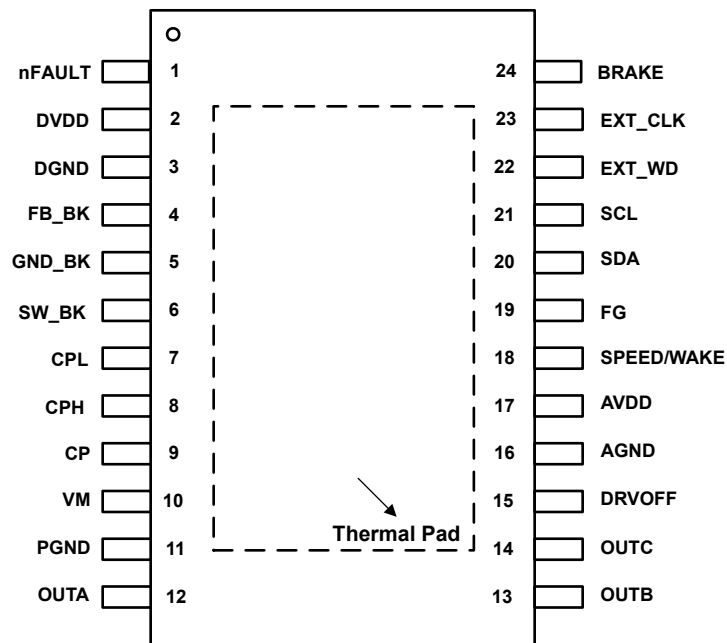 nFAULT 1 24 BRAKE
DVDD 2 23 EXT_CLK
DGND 3 22 EXT_WD
FB_BK 4 21 SCL
GND_BK 5 20 SDA
SW_BK 6 19 FG
CPL 7 18 SPEED/WAKE
CPH 8 17 AVDD
CP 9 16 AGND
VM 10 15 DRVOFF
Thermal Pad
PGND 11 14 OUTC
OUTA 12 13 OUTB